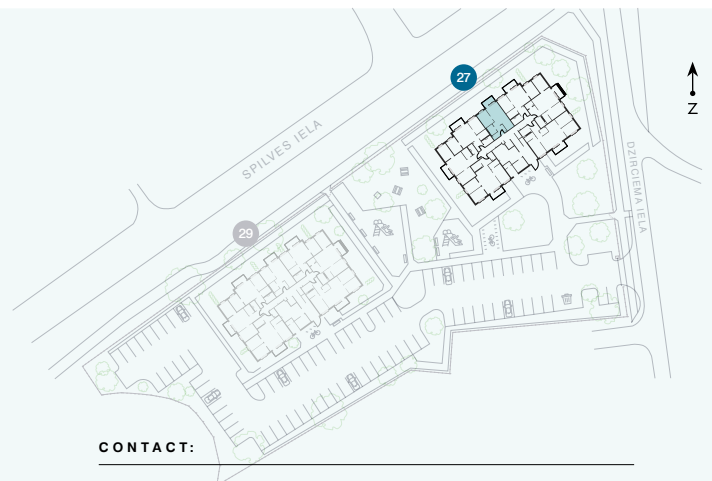 27
Z
SPILVES IELA
DZIRCIEMA IELA
29
CONTACT: